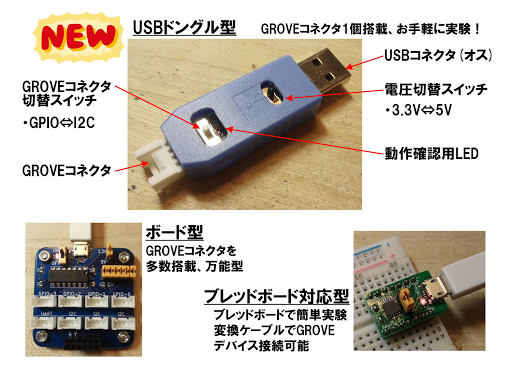 NEW
USBドングル型
GROVEコネクタ1個搭載、お手軽に実験！
USBコネクタ(オス)
GROVEコネクタ
切替スイッチ
・GPIO⇔I2C
電圧切替スイッチ
・3.3V⇔5V
動作確認用LED
GROVEコネクタ
ボード型
GROVEコネクタを
多数搭載、万能型
ブレッドボード対応型
ブレッドボードで簡単実験
変換ケーブルでGROVE
デバイス接続可能
UART I2C I2C I2C